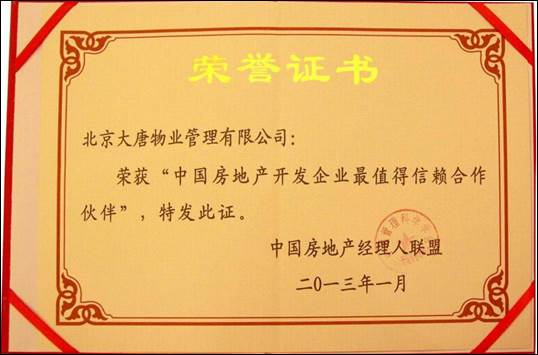 荣誉证书
北京大唐物业管理有限公司：
荣获“中国房地产开发企业最值得信赖合作
伙伴”，特发此证。
中国房地产经理人联盟
二〇一三年一月